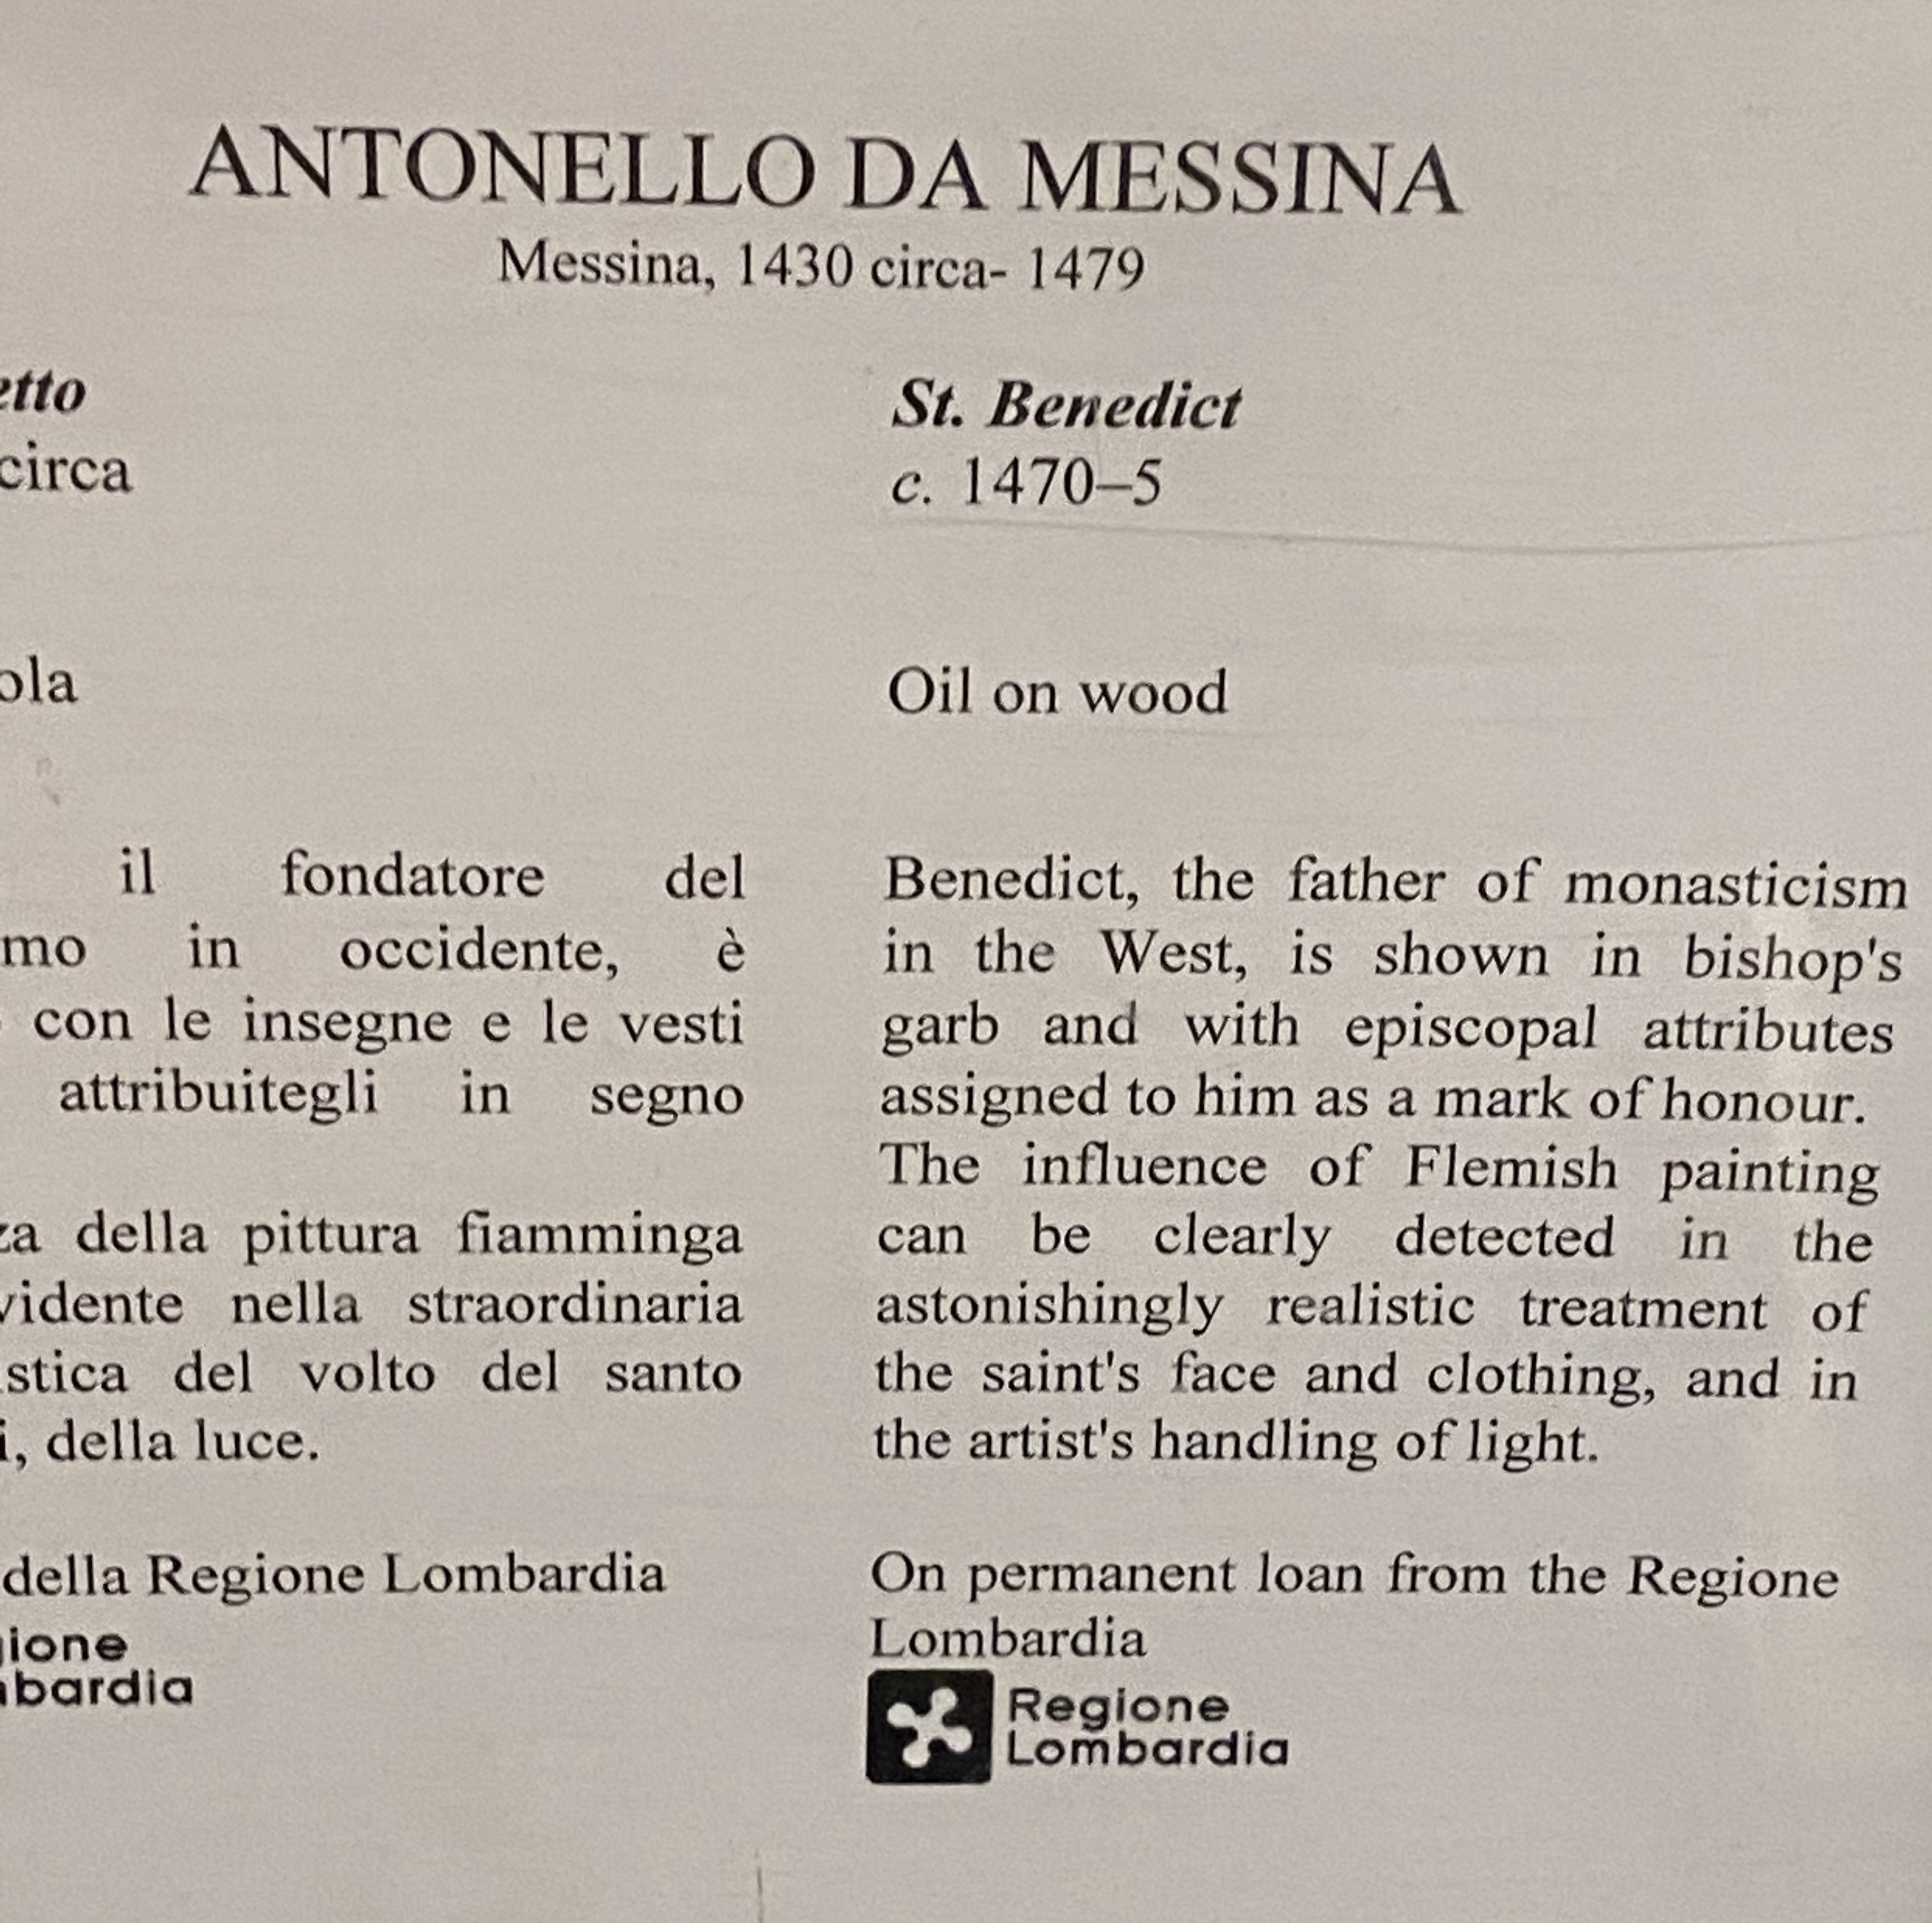 ANTONELLO DA MESSINA
Messina, 1430 circa- 1479
circa
il fondatore del
in occidente, è
con le insegne e le vesti
attribuitegli in segno
della pittura fiamminga
nella straordinaria
del volto del santo
della luce.
della Regione Lombardia
St. Benedict
c. 1470–5
Oil on wood
Benedict, the father of monasticism
in the West, is shown in bishop's
garb and with episcopal attributes
assigned to him as a mark of honour.
The influence of Flemish painting
can be clearly detected in the
astonishingly realistic treatment of
the saint's face and clothing, and in
the artist's handling of light.
On permanent loan from the Regione
Lombardia
Regione
Lombardia